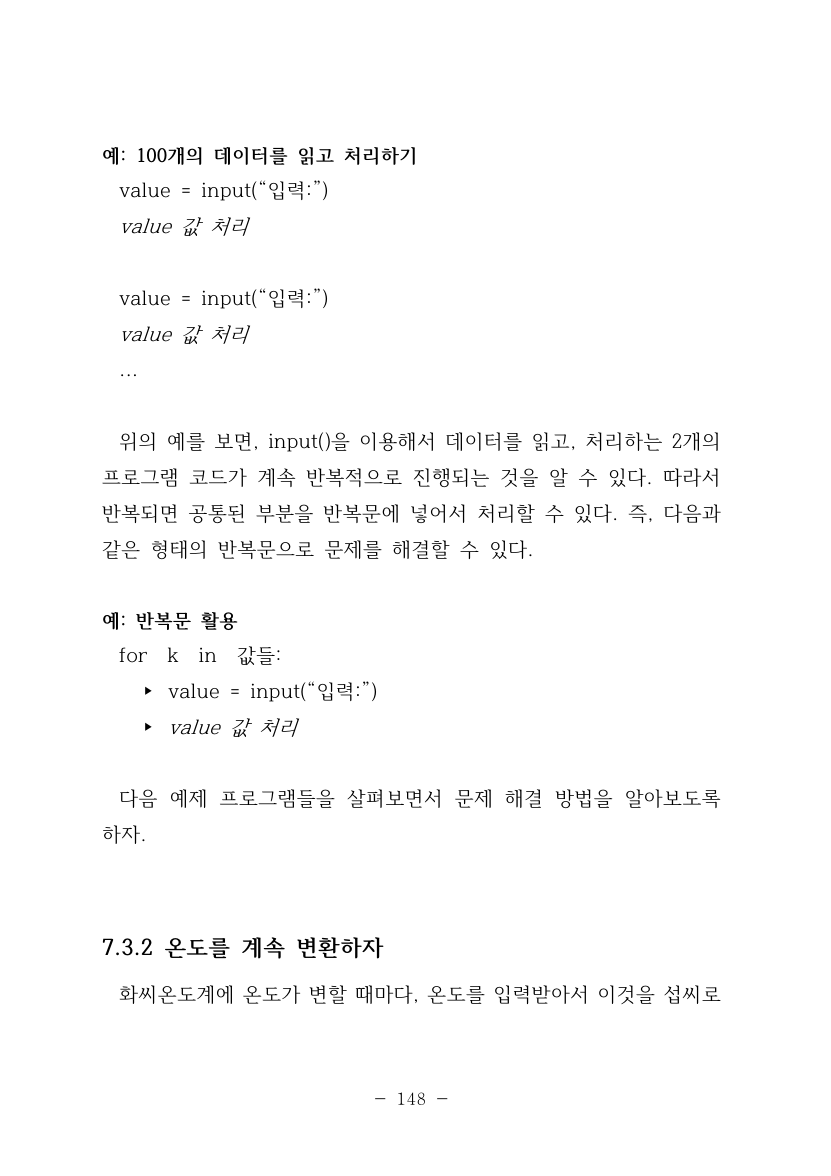 예: 100개의 데이터를 읽고 처리하기
value = input(“입력:”)
value 값 처리
value = input(“입력:”)
value 값 처리
...
위의 예를 보면, input()을 이용해서 데이터를 읽고, 처리하는 2개의
프로그램 코드가 계속 반복적으로 진행되는 것을 알 수 있다. 따라서
반복되면 공통된 부분을 반복문에 넣어서 처리할 수 있다. 즉, 다음과
같은 형태의 반복문으로 문제를 해결할 수 있다.
예: 반복문 활용
for k in 값들:
▸ value = input(“입력:”)
▸ value 값 처리
다음 예제 프로그램들을 살펴보면서 문제 해결 방법을 알아보도록
하자.
7.3.2 온도를 계속 변환하자
화씨온도계에 온도가 변할 때마다, 온도를 입력받아서 이것을 섭씨로
- 148 -